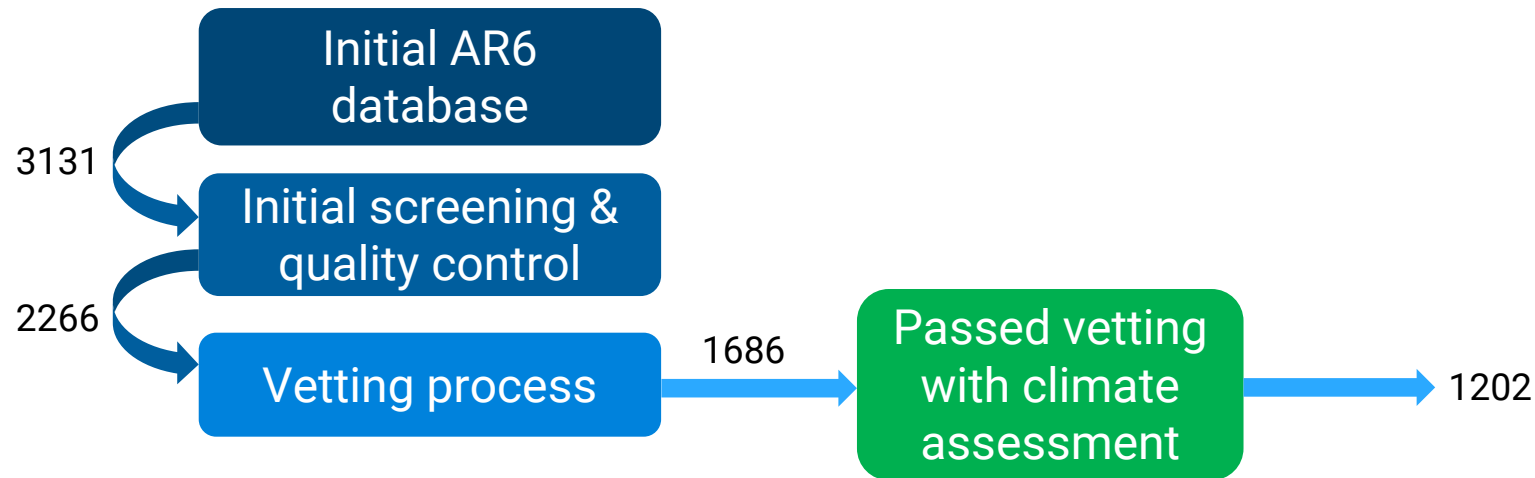 Initial AR6
database
3131
Initial screening &
quality control
2266
Vetting process
1686
Passed vetting
with climate
assessment
1202